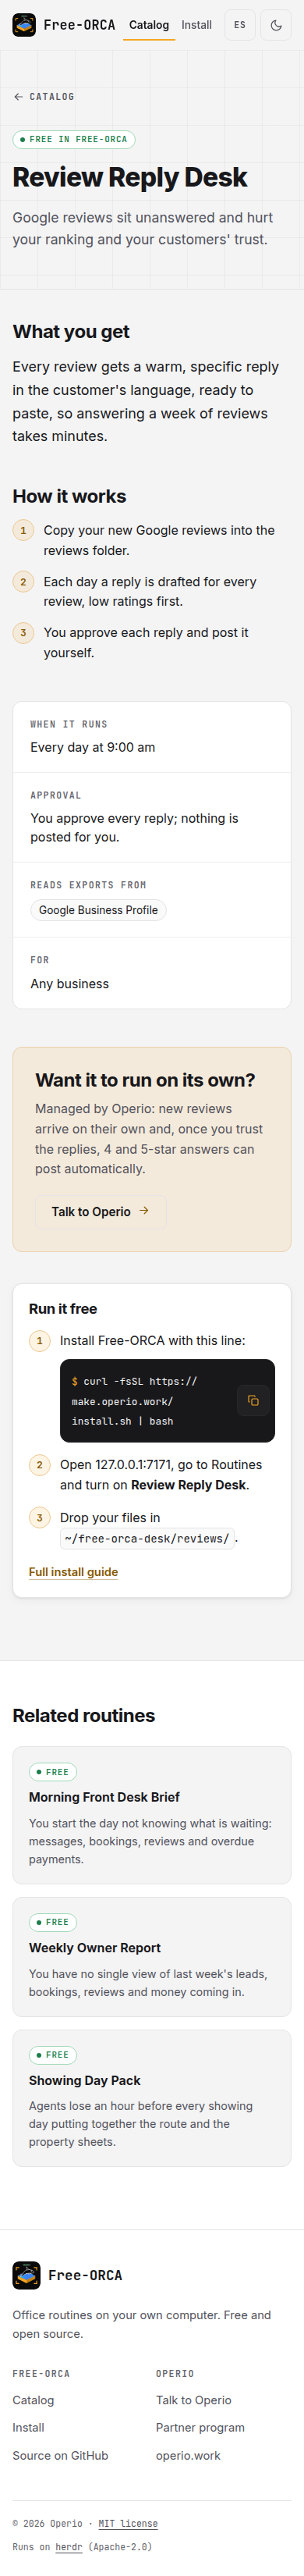 Free-ORCA Catalog Install ES
← CATALOG
FREE IN FREE-ORCA
Review Reply Desk
Google reviews sit unanswered and hurt
your ranking and your customers' trust.
What you get
Every review gets a warm, specific reply
in the customer's language, ready to
paste, so answering a week of reviews
takes minutes.
How it works
1 Copy your new Google reviews into the
reviews folder.
2 Each day a reply is drafted for every
review, low ratings first.
3 You approve each reply and post it
yourself.
WHEN IT RUNS
Every day at 9:00 am
APPROVAL
You approve every reply; nothing is
posted for you.
READS EXPORTS FROM
Google Business Profile
FOR
Any business
Want it to run on its own?
Managed by Operio: new reviews
arrive on their own and, once you trust
the replies, 4 and 5-star answers can
post automatically.
Talk to Operio →
Run it free
1 Install Free-ORCA with this line:
$ curl -fsSL https://
make.operio.work/
install.sh | bash
2 Open 127.0.0.1:7171, go to Routines
and turn on Review Reply Desk.
3 Drop your files in
~/free-orca-desk/reviews/.
Full install guide
Related routines
FREE
Morning Front Desk Brief
You start the day not knowing what is waiting:
messages, bookings, reviews and overdue
payments.
FREE
Weekly Owner Report
You have no single view of last week's leads,
bookings, reviews and money coming in.
FREE
Showing Day Pack
Agents lose an hour before every showing
day putting together the route and the
property sheets.
Free-ORCA
Office routines on your own computer. Free and
open source.
FREE-ORCA OPERIO
Catalog Talk to Operio
Install Partner program
Source on GitHub operio.work
© 2026 Operio · MIT license
Runs on herdr (Apache-2.0)